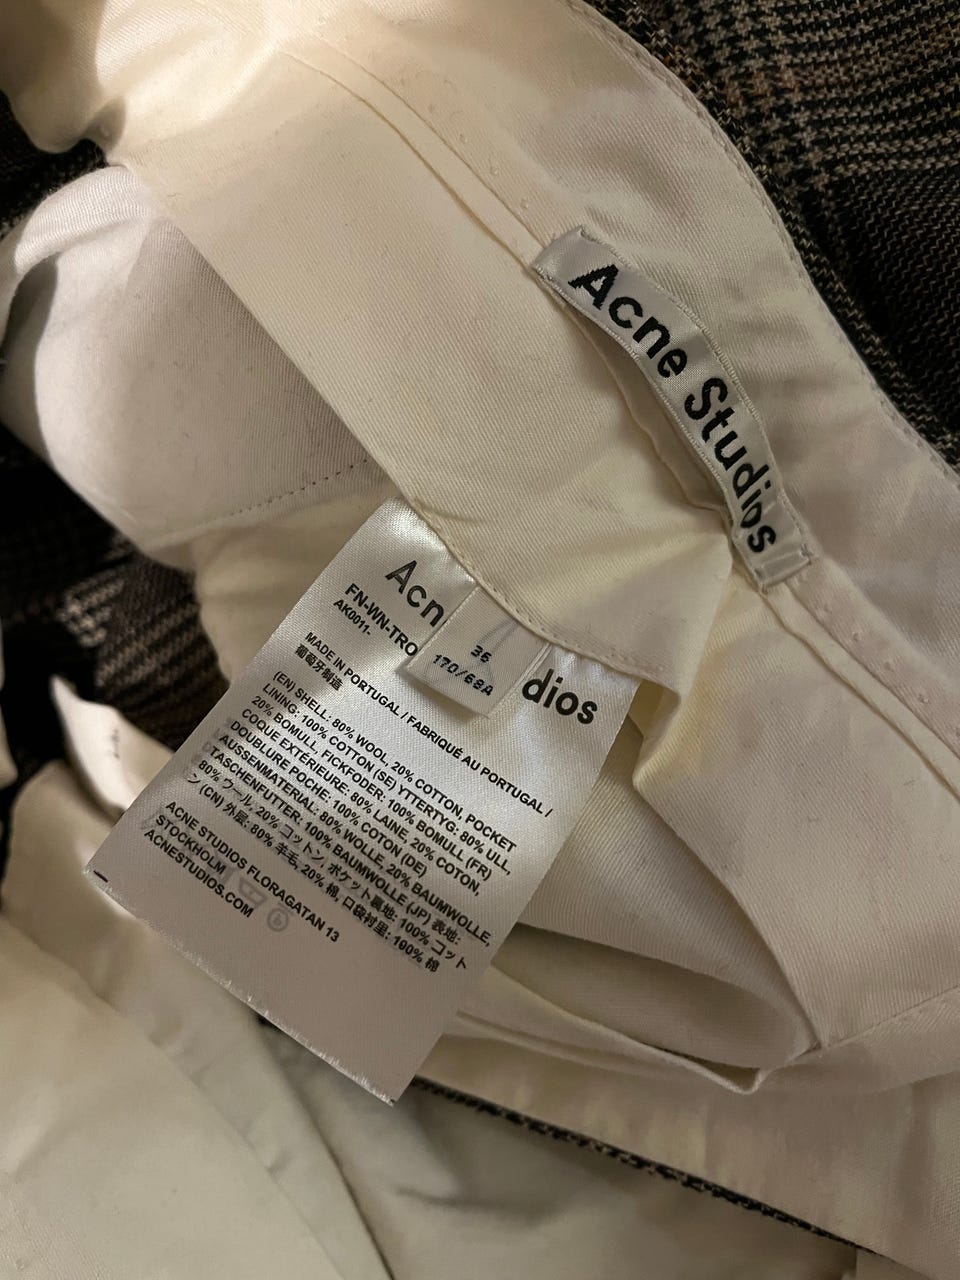 Acne Studios
Acn
dios
FN-WN-TRO
AK0011-
36
170/68A
MADE IN PORTUGAL / FABRIQUÉ AU PORTUGAL /
葡萄牙制造
(EN) SHELL: 80% WOOL, 20% COTTON, POCKET
LINING: 100% COTTON (SE) YTTERTYG: 80% ULL,
20% BOMULL, FICKFODER: 100% BOMULL (FR)
COQUE EXTÉRIEURE: 80% LAINE, 20% COTON,
DOUBLURE POCHE: 100% COTON (DE)
AUSSENMATERIAL: 80% WOLLE, 20% BAUMWOLLE,
TASCHENFUTTER: 100% BAUMWOLLE (JP) 表地:
80% ウール, 20% コットン, ポケット裏地: 100% コット
ン (CN) 外层: 80% 羊毛, 20% 棉, 口袋衬里: 100% 棉
ACNE STUDIOS FLORAGATAN 13
STOCKHOLM
ACNESTUDIOS.COM